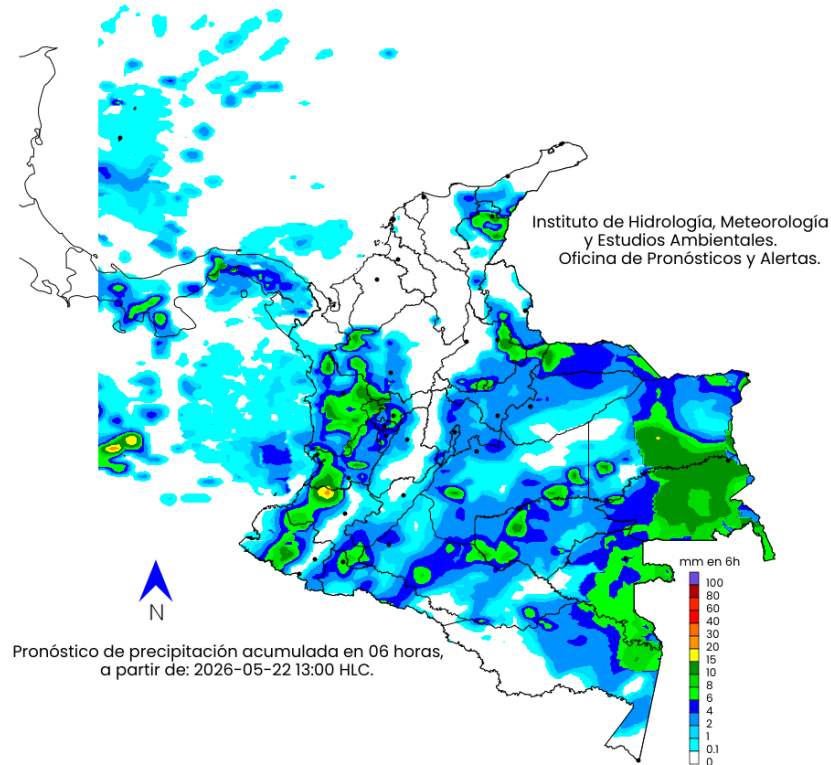 Instituto de Hidrología, Meteorología
y Estudios Ambientales.
Oficina de Pronósticos y Alertas.
mm en 6h
100
80
60
40
30
20
15
10
8
6
4
2
1
0.1
0
N
Pronóstico de precipitación acumulada en 06 horas,
a partir de: 2026-05-22 13:00 HLC.